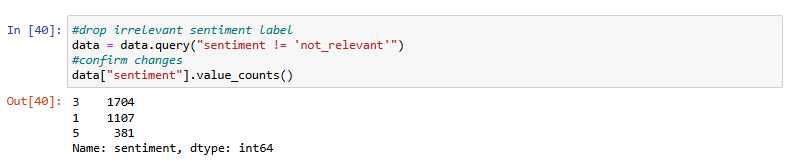 In [40]: #drop irrelevant sentiment label
data = data.query("sentiment != 'not_relevant'")
#confirm changes
data["sentiment"].value_counts()
Out[40]: 3    1704
1    1107
5     381
Name: sentiment, dtype: int64